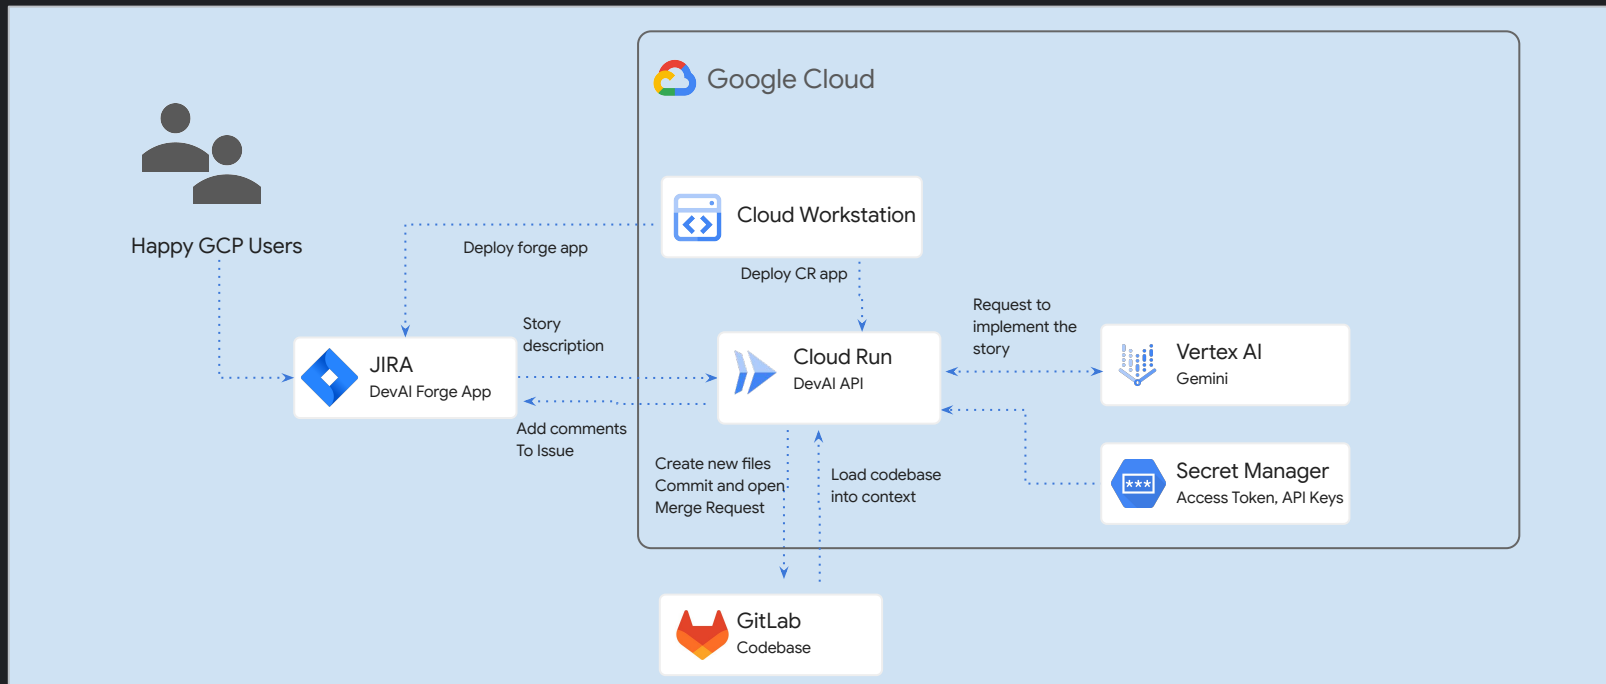 Google Cloud
Happy GCP Users
Cloud Workstation
Deploy forge app
Deploy CR app
Story
description
JIRA
DevAI Forge App
Add comments
To Issue
Cloud Run
DevAI API
Request to
implement the
story
Vertex AI
Gemini
Secret Manager
***
Access Token, API Keys
Create new files
Commit and open
Merge Request
Load codebase
into context
GitLab
Codebase